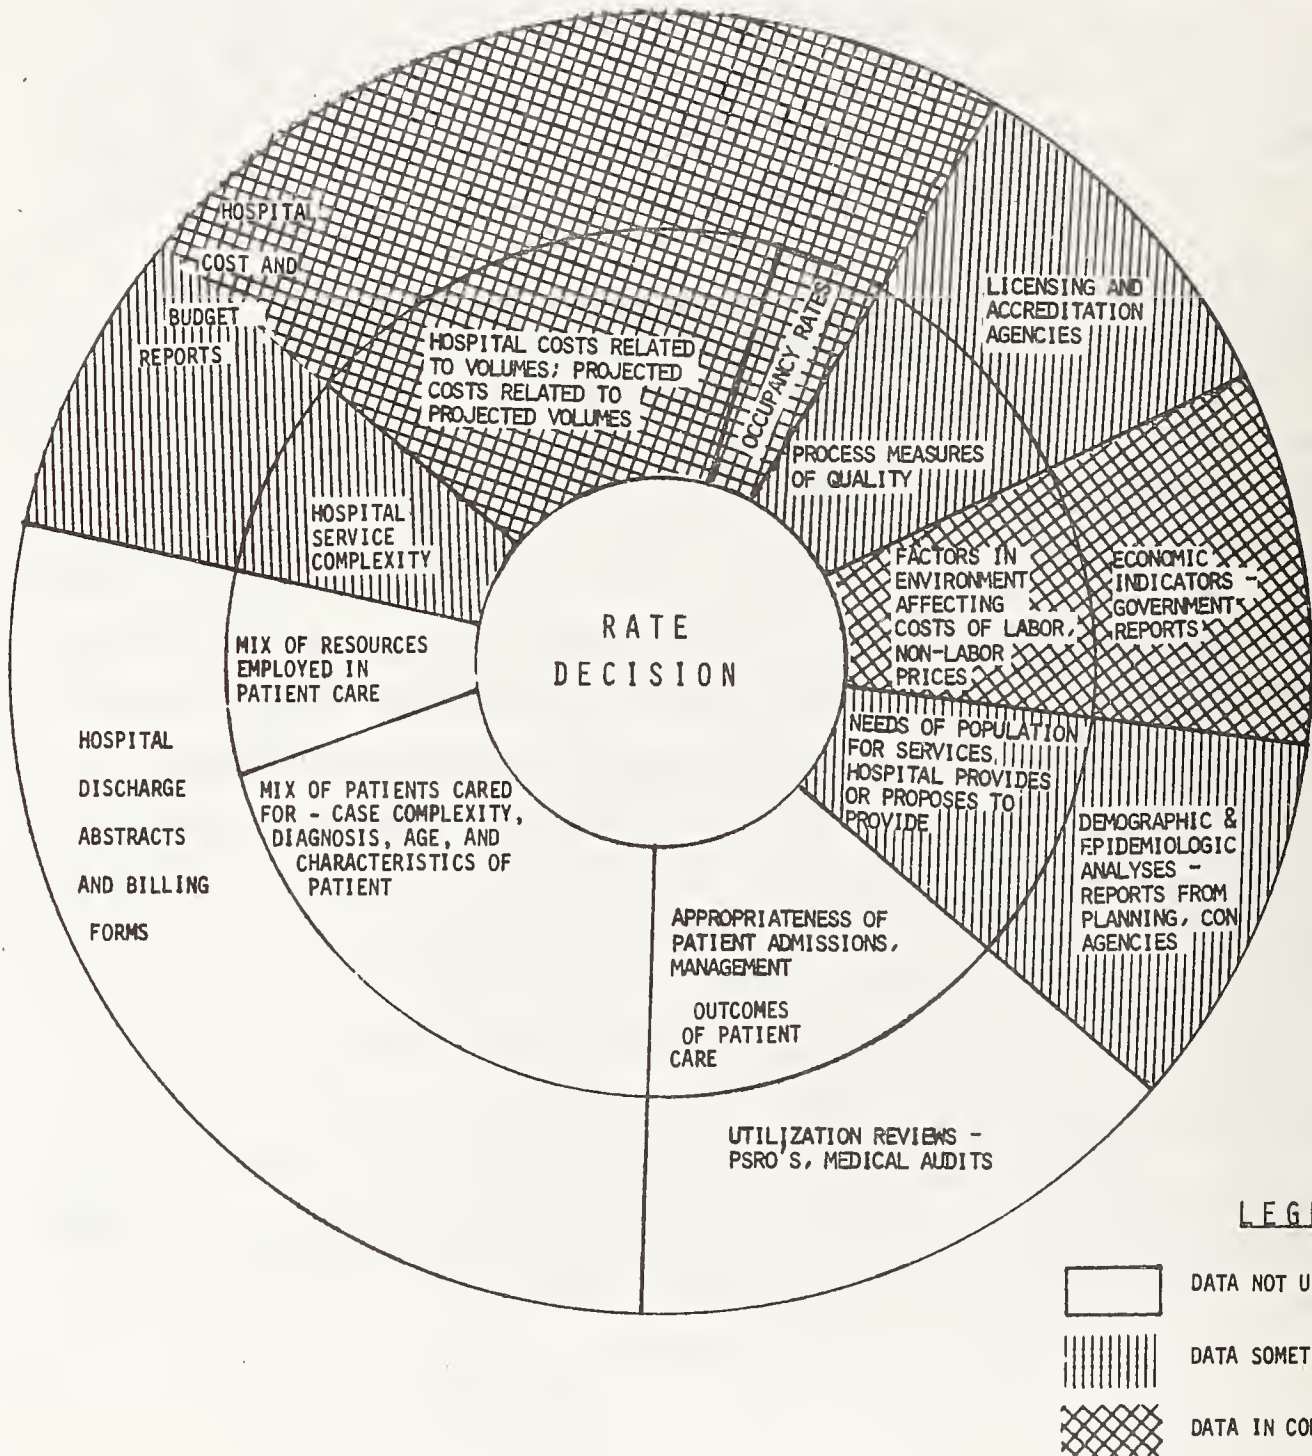 HOSPITAL
COST AND
BUDGET
REPORTS
HOSPITAL COSTS RELATED
TO VOLUMES; PROJECTED
COSTS RELATED TO
PROJECTED VOLUMES
OCCUPANCY RATES
LICENSING AND
ACCREDITATION
AGENCIES
PROCESS MEASURES
OF QUALITY
HOSPITAL
SERVICE
COMPLEXITY
FACTORS IN
ENVIRONMENT
AFFECTING
COSTS OF LABOR,
NON-LABOR
PRICES
ECONOMIC
INDICATORS -
GOVERNMENT
REPORTS
RATE
DECISION
MIX OF RESOURCES
EMPLOYED IN
PATIENT CARE
NEEDS OF POPULATION
FOR SERVICES,
HOSPITAL PROVIDES
OR PROPOSES TO
PROVIDE
HOSPITAL
DISCHARGE
ABSTRACTS
AND BILLING
FORMS
MIX OF PATIENTS CARED
FOR - CASE COMPLEXITY,
DIAGNOSIS, AGE, AND
CHARACTERISTICS OF
PATIENT
DEMOGRAPHIC &
EPIDEMIOLOGIC
ANALYSES -
REPORTS FROM
PLANNING, CON
AGENCIES
APPROPRIATENESS OF
PATIENT ADMISSIONS,
MANAGEMENT
OUTCOMES
OF PATIENT
CARE
UTILIZATION REVIEWS -
PSRO'S, MEDICAL AUDITS
LEG
DATA NOT U
DATA SOMET
DATA IN CO